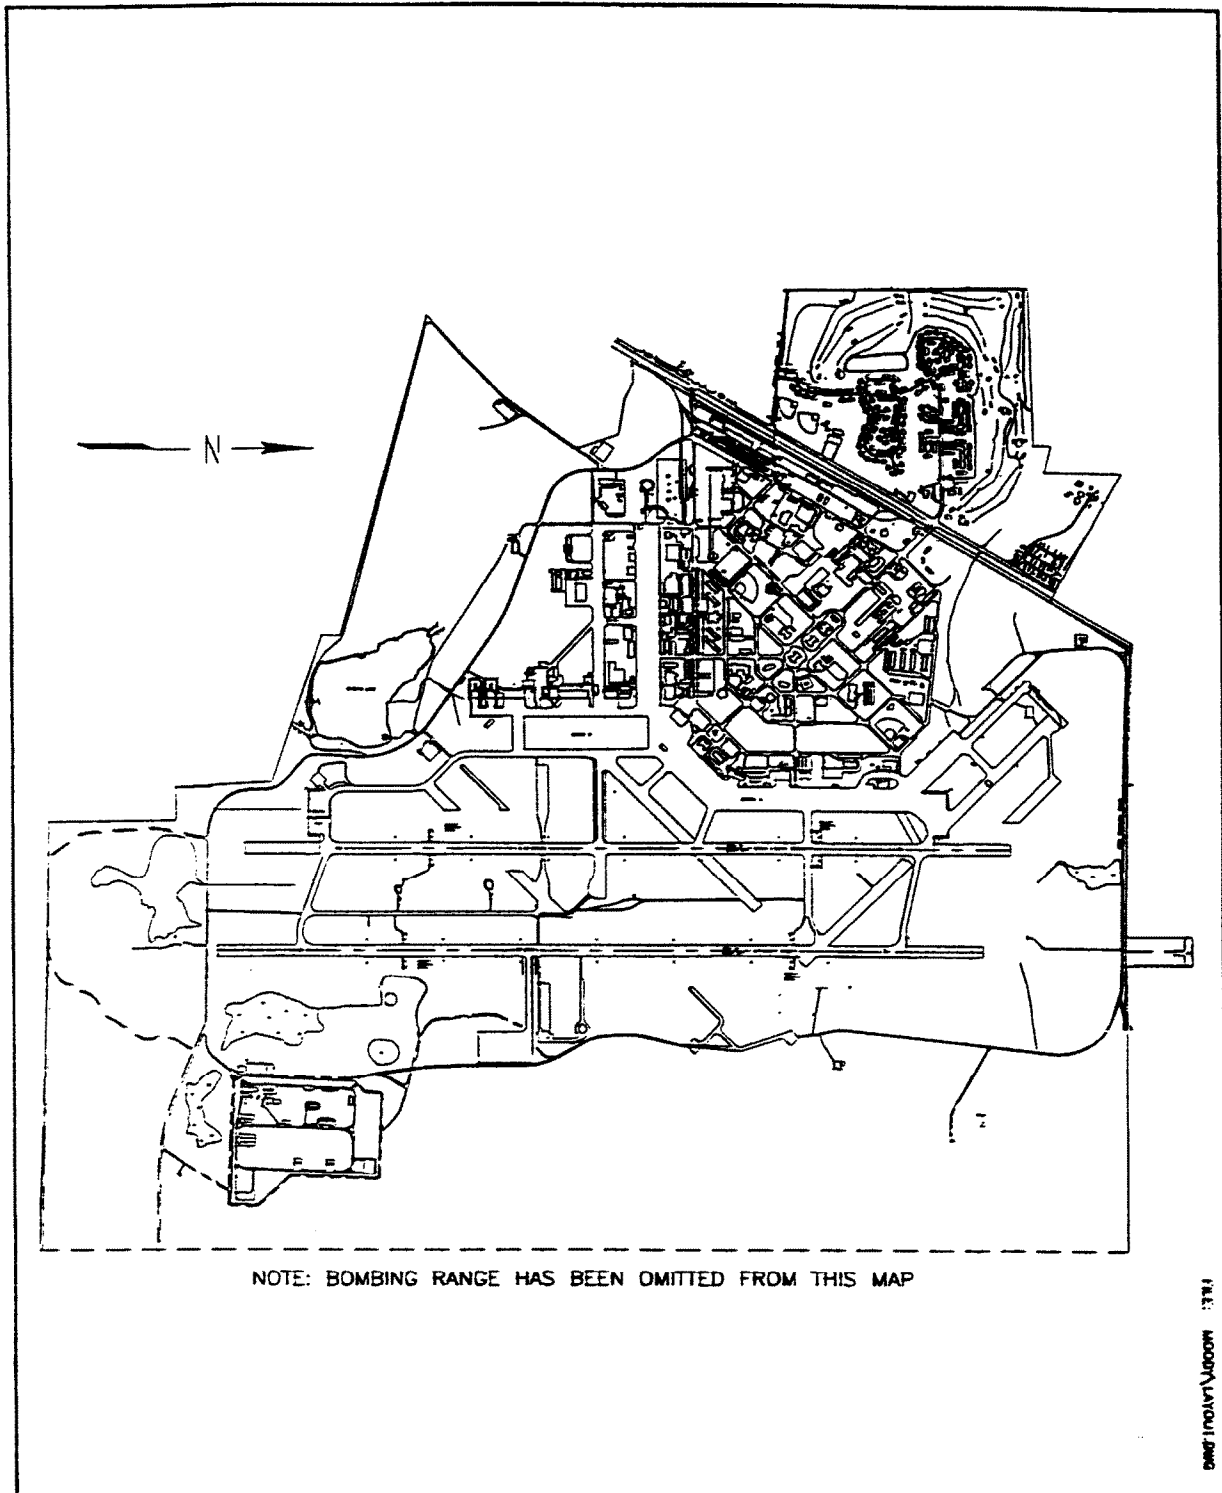 N
NOTE: BOMBING RANGE HAS BEEN OMITTED FROM THIS MAP
FILE: MOODY\LAYOUT.DWG